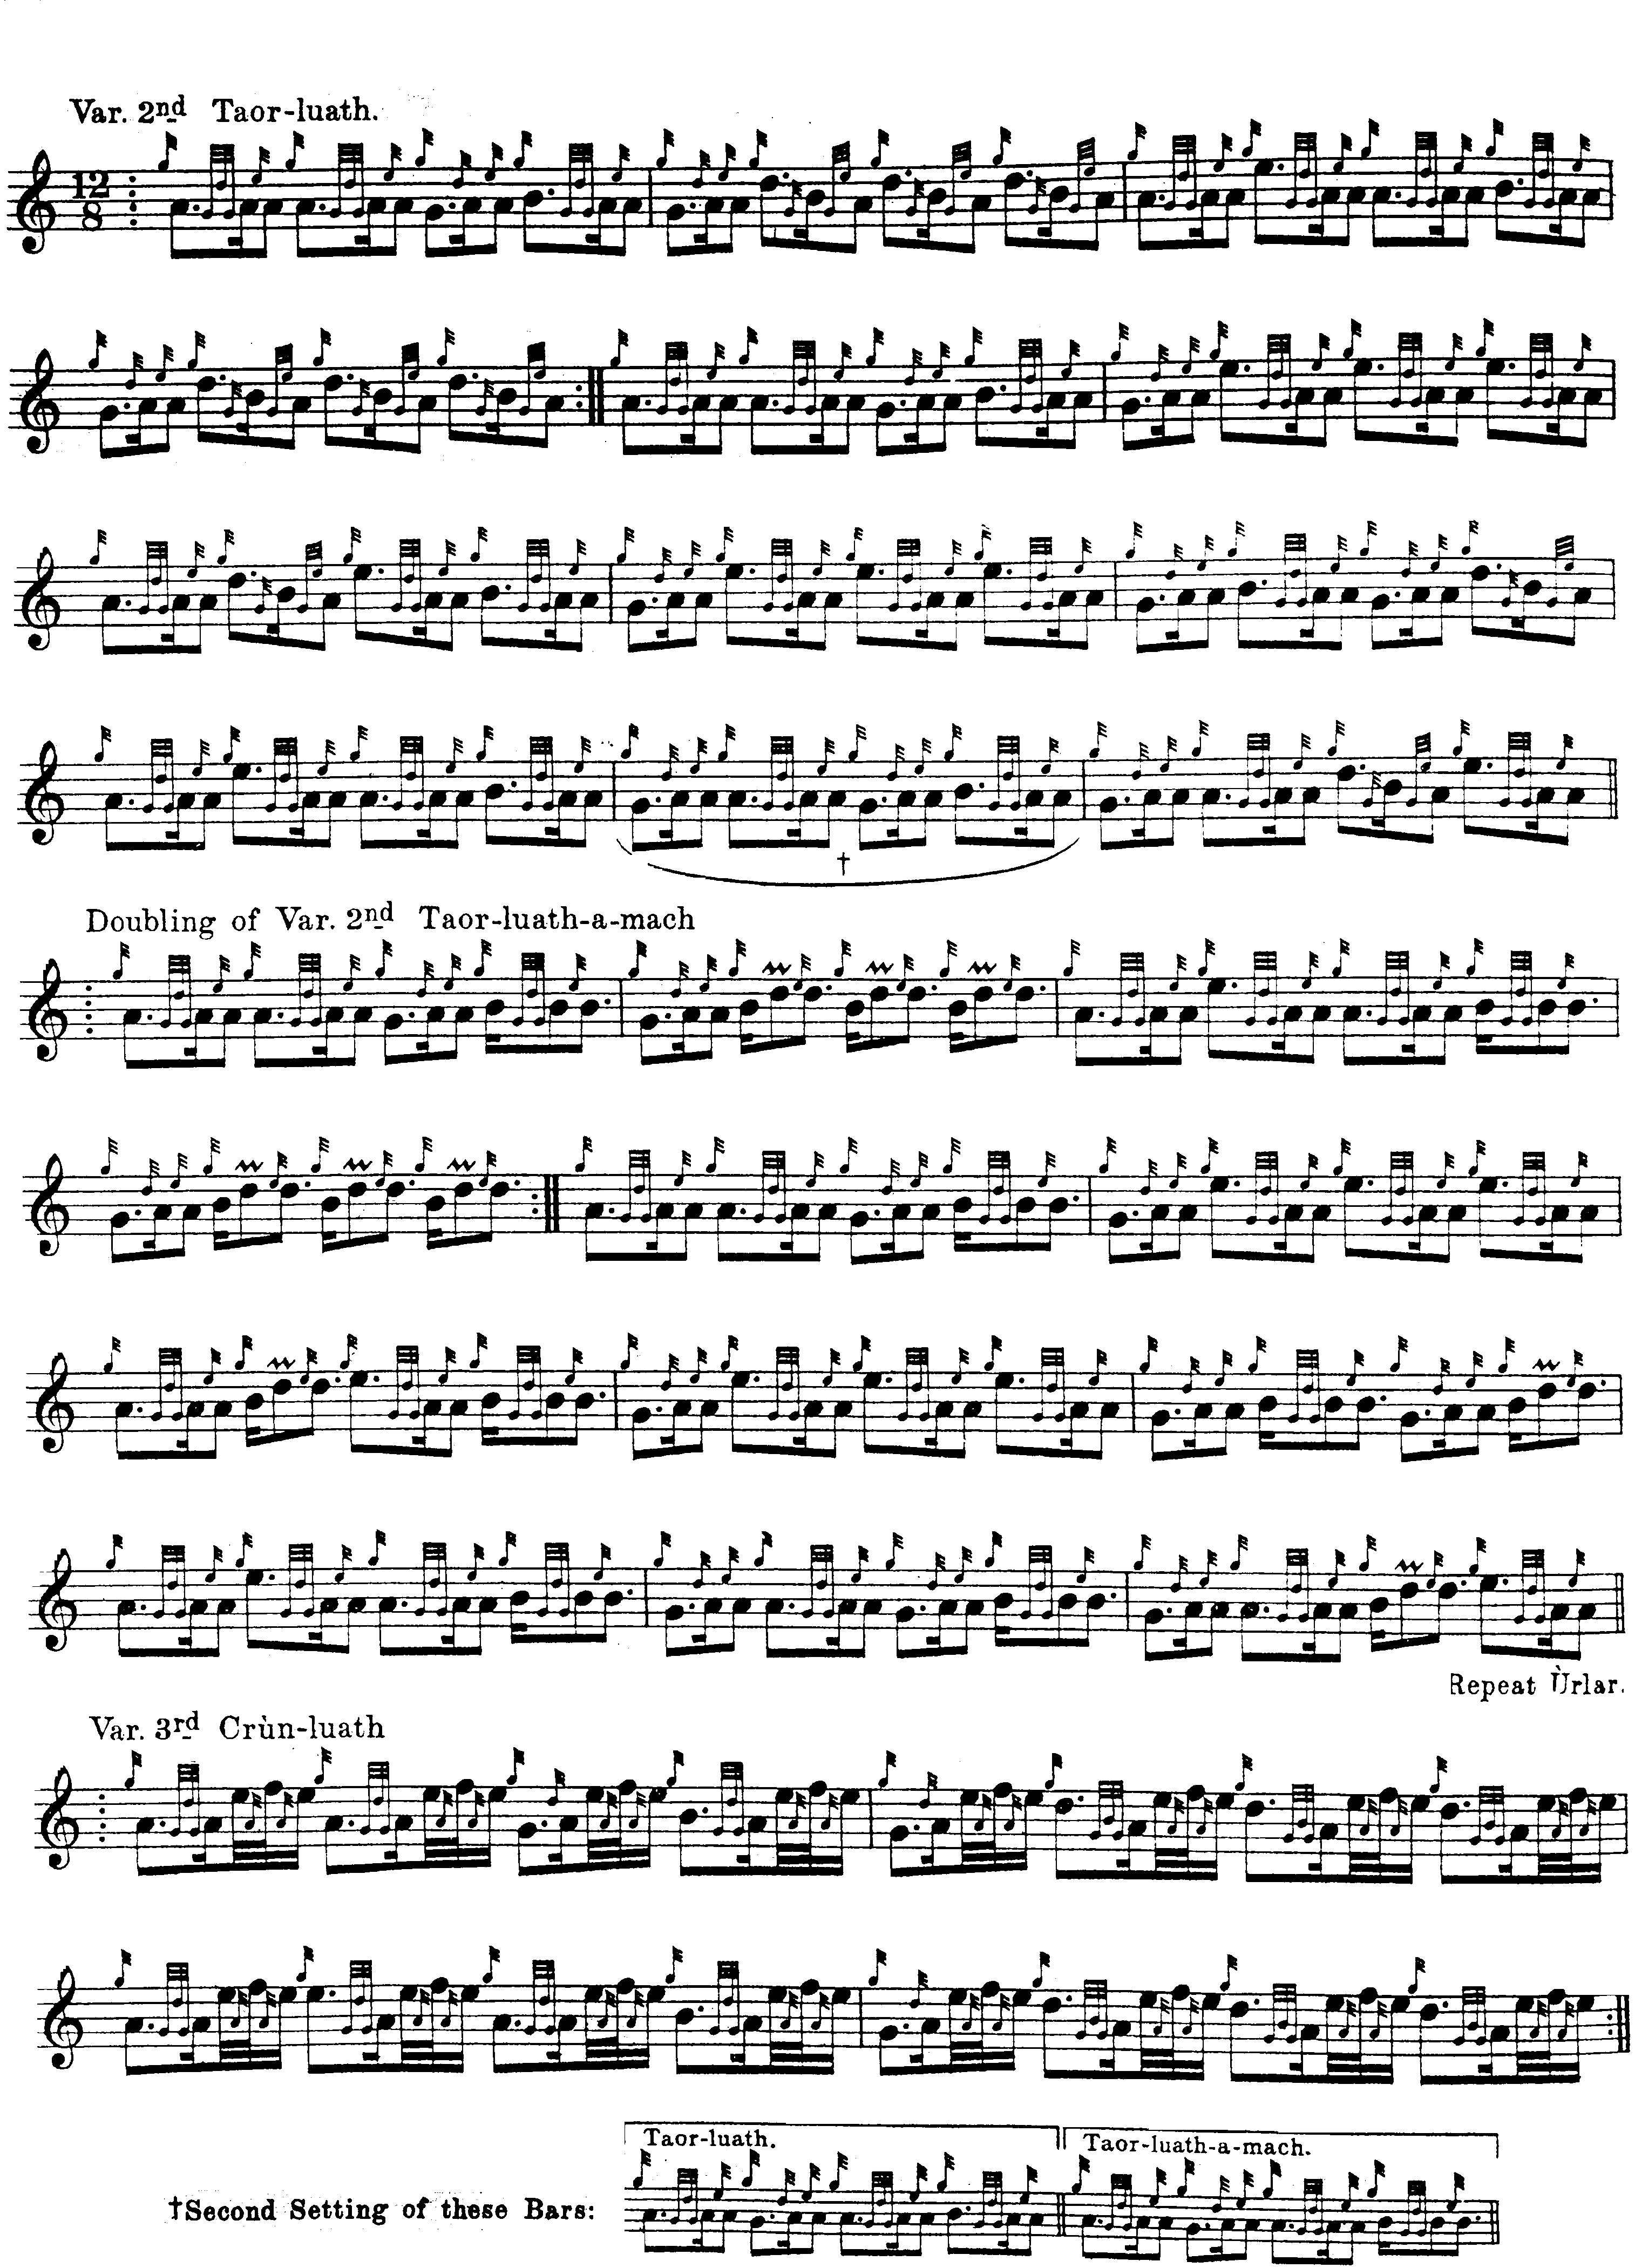 Var. 2nd Taor-luath.
12
8
†
Doubling of Var. 2nd Taor-luath-a-mach
Repeat Ùrlar.
Var. 3rd Crùn-luath
Taor-luath.
Taor-luath-a-mach.
†Second Setting of these Bars: